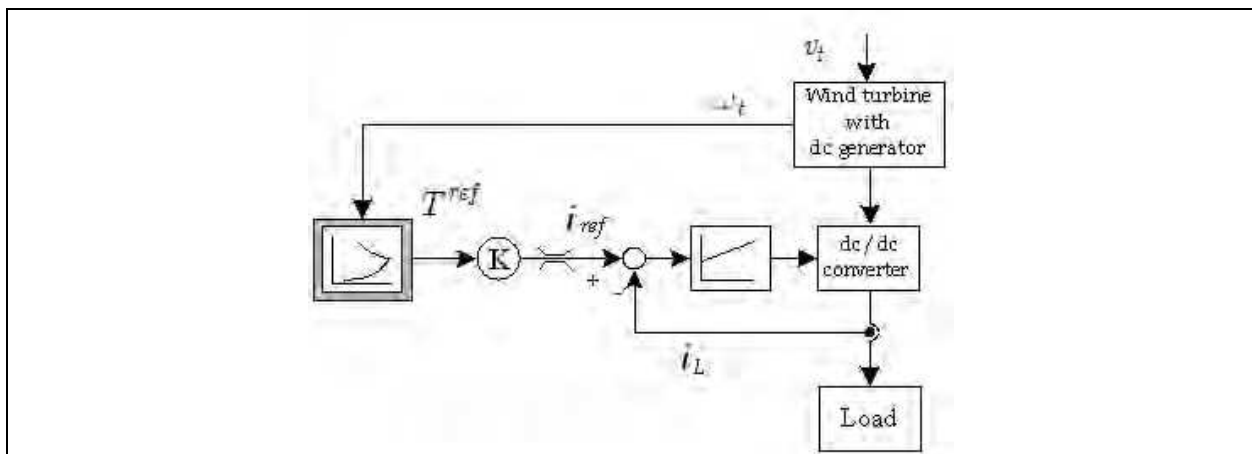 v_t
Wind turbine
with
dc generator
ω_t
T^ref
i_ref
K
+
-
dc/dc
converter
i_L
Load